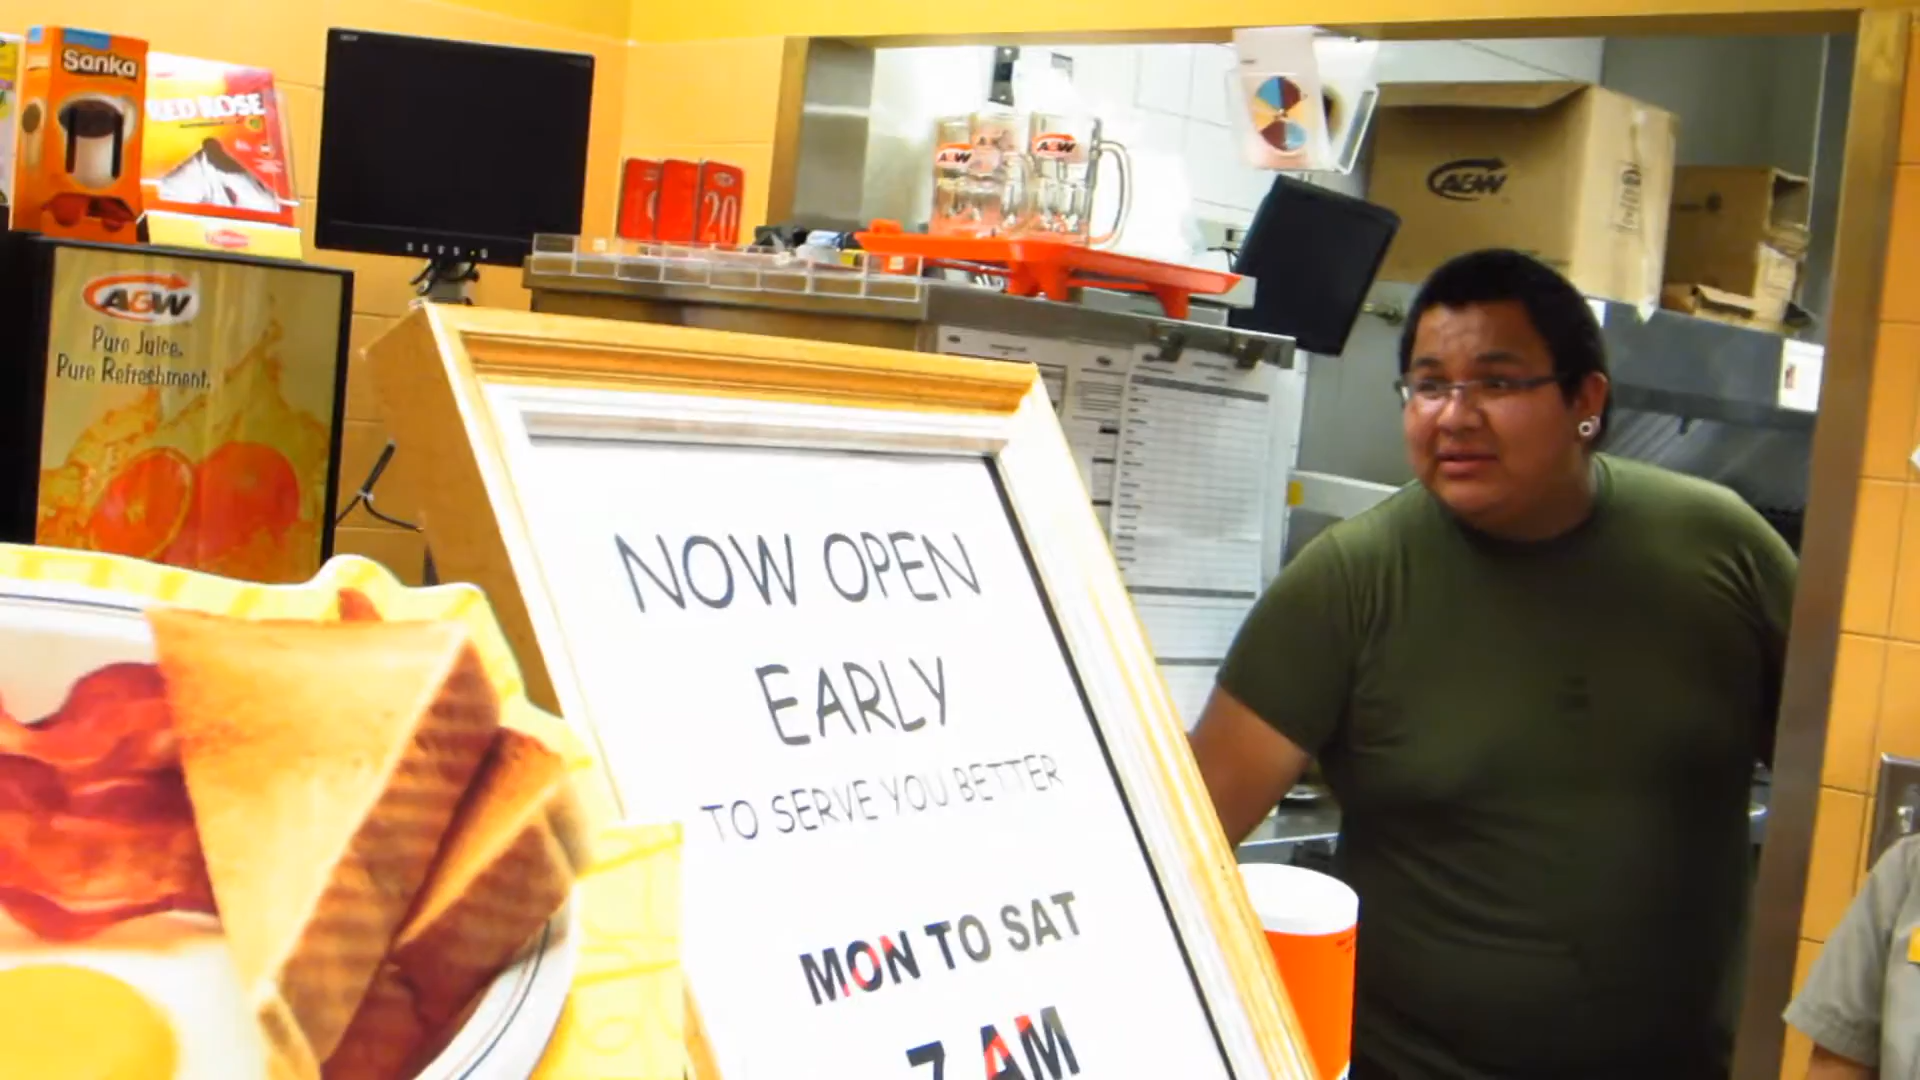 Sanka
RED ROSE
A&W
Pure Juice.
Pure Refreshment.
20
A&W
A&W
A&W
A&W
NOW OPEN
EARLY
TO SERVE YOU BETTER
MON TO SAT
7 AM